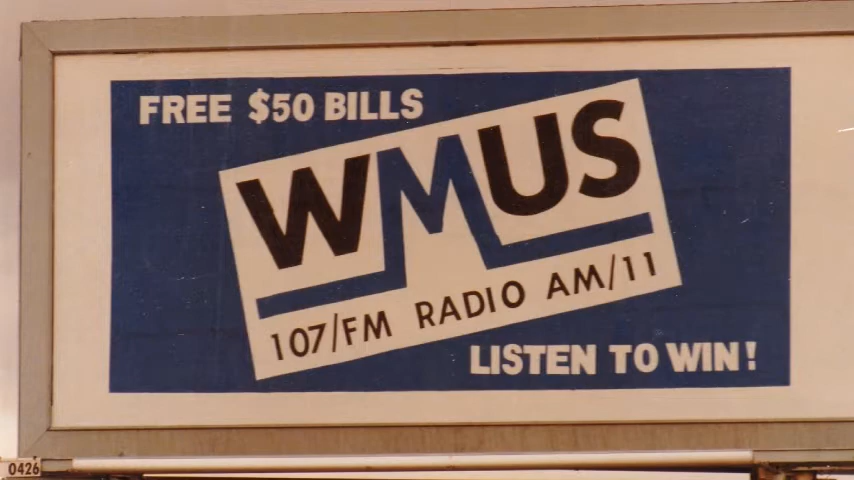 FREE $50 BILLS
WMUS
107/FM RADIO AM/11
LISTEN TO WIN!
0426